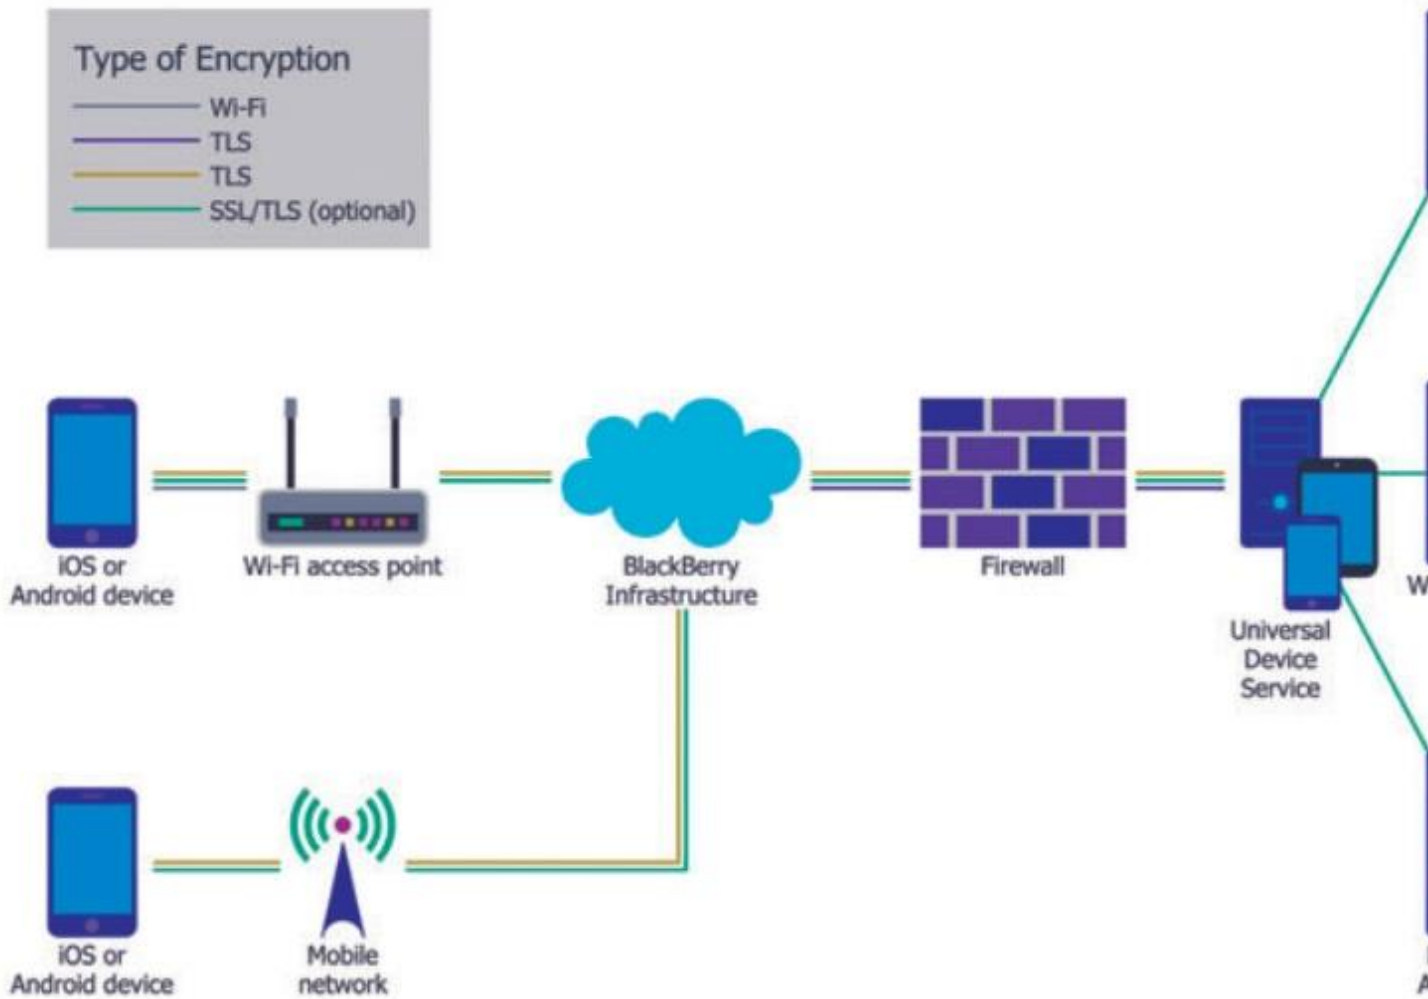 Type of Encryption
Wi-Fi
TLS
TLS
SSL/TLS (optional)
iOS or
Android device
Wi-Fi access point
BlackBerry
Infrastructure
Firewall
Universal
Device
Service
iOS or
Android device
Mobile
network